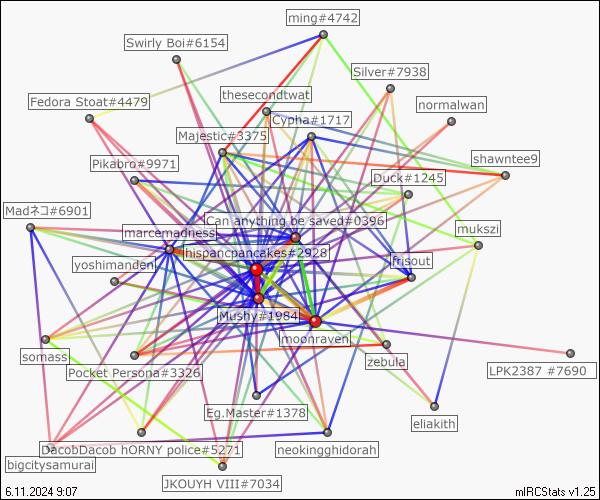 ming#4742
Swirly Boi#6154
Silver#7938
thesecondtwat
Fedora Stoat#4479
normalwan
Cypha#1717
Majestic#3375
shawntee9
Pikabro#9971
Duck#1245
Madネコ#6901
Can anything be saved#0396
mukszi
marcemadness
hispancpancakes#2928
frisout
yoshimandeni
Mushy#1984
moonraven
somass
zebula
Pocket Persona#3326
LPK2387 #7690
Eg.Master#1378
eliakith
DacobDacob hORNY police#5271
neokingghidorah
bigcitysamurai
JKOUYH VIII#7034
6.11.2024 9:07
mIRCStats v1.25